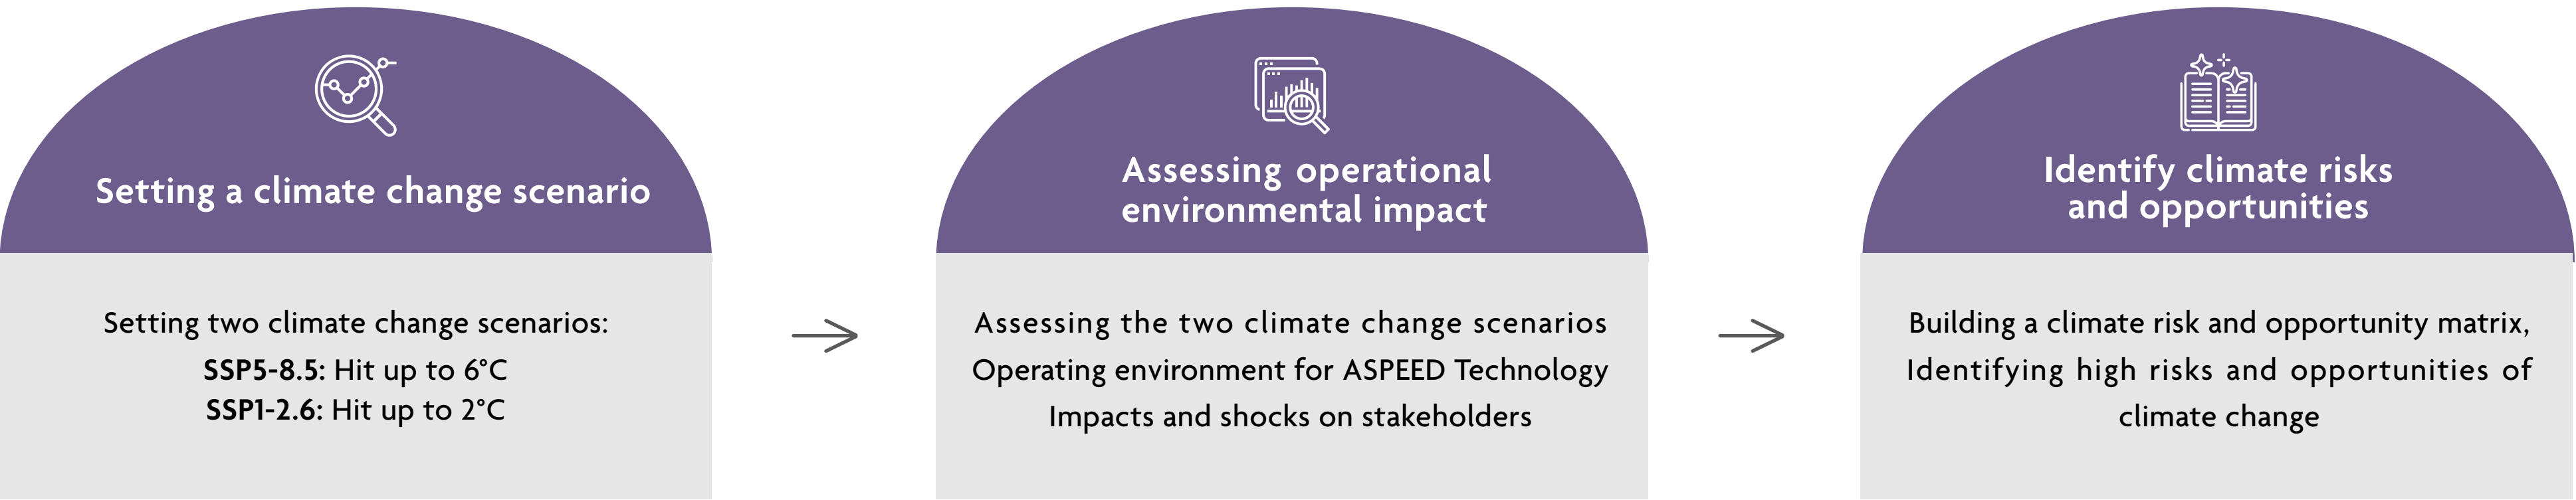 Setting a climate change scenario
Setting two climate change scenarios:
SSP5-8.5: Hit up to 6°C
SSP1-2.6: Hit up to 2°C
Assessing operational
environmental impact
Assessing the two climate change scenarios
Operating environment for ASPEED Technology
Impacts and shocks on stakeholders
Identify climate risks
and opportunities
Building a climate risk and opportunity matrix,
Identifying high risks and opportunities of
climate change